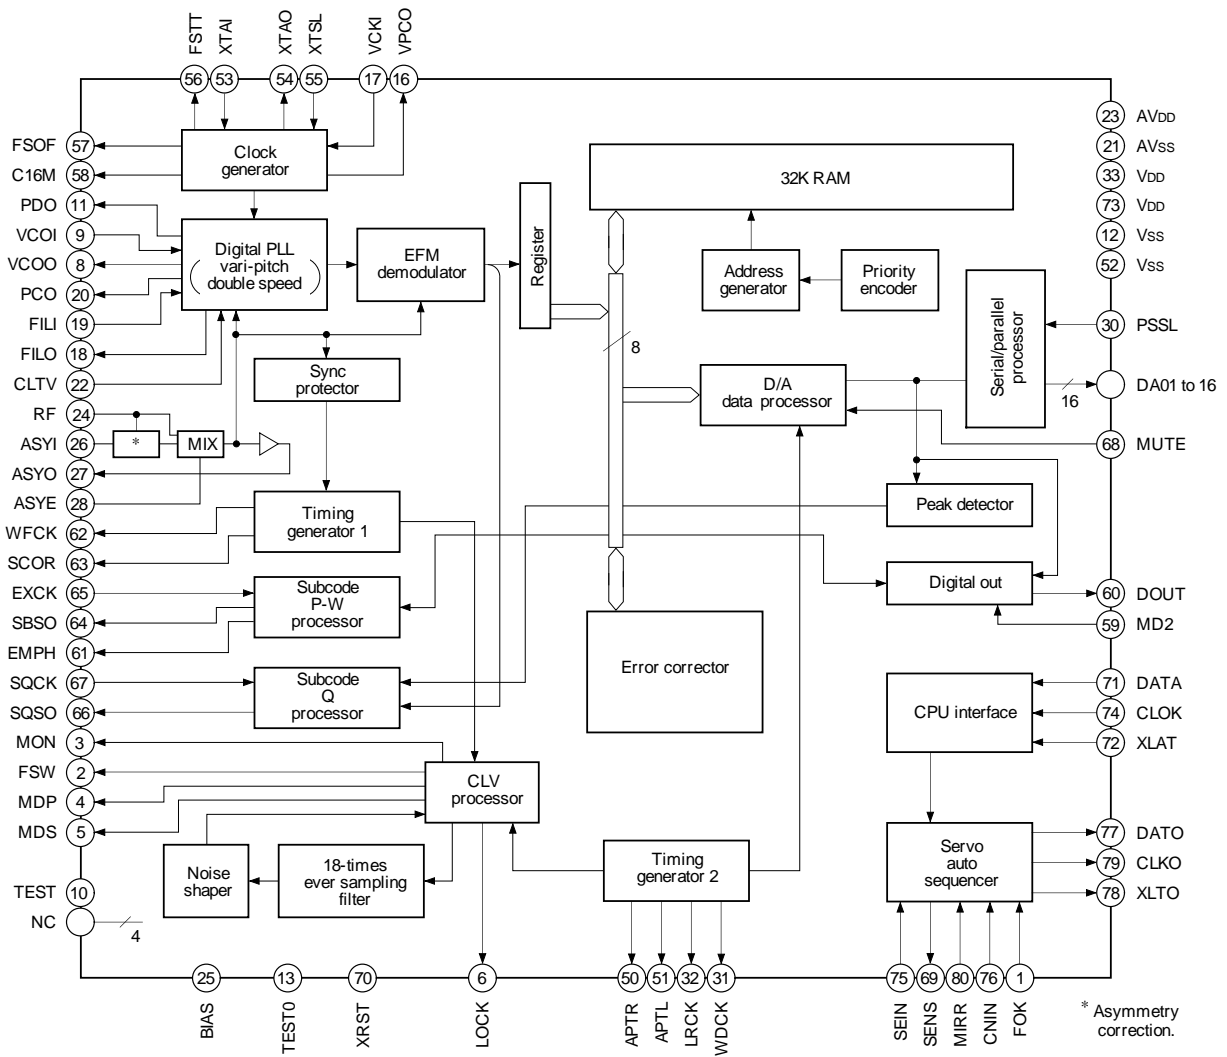 FSTT
XTAI
XTAO
XTSL
VCKI
VPCO
56
53
54
55
17
16
FSOF 57
C16M 58
PDO 11
VCOI 9
VCOO 8
PCO 20
FILI 19
FILO 18
CLTV 22
RF 24
ASYI 26
ASYO 27
ASYE 28
WFCK 62
SCOR 63
EXCK 65
SBSO 64
EMPH 61
SQCK 67
SQSO 66
MON 3
FSW 2
MDP 4
MDS 5
TEST 10
NC
4
Clock
generator
Digital PLL
vari-pitch
double speed
EFM
demodulator
Register
Sync
protector
*
MIX
Timing
generator 1
Subcode
P-W
processor
Subcode
Q
processor
CLV
processor
Noise
shaper
18-times
ever sampling
filter
32K RAM
Address
generator
Priority
encoder
8
D/A
data processor
Serial/parallel
processor
16
Peak detector
Digital out
Error corrector
CPU interface
Timing
generator 2
Servo
auto
sequencer
23 AVDD
21 AVSS
33 VDD
73 VDD
12 VSS
52 VSS
30 PSSL
DA01 to 16
68 MUTE
60 DOUT
59 MD2
71 DATA
74 CLOK
72 XLAT
77 DATO
79 CLKO
78 XLTO
25
13
70
6
50
51
32
31
75
69
80
76
1
BIAS
TEST0
XRST
LOCK
APTR
APTL
LRCK
WDCK
SEIN
SENS
MIRR
CNIN
FOK
* Asymmetry
correction.